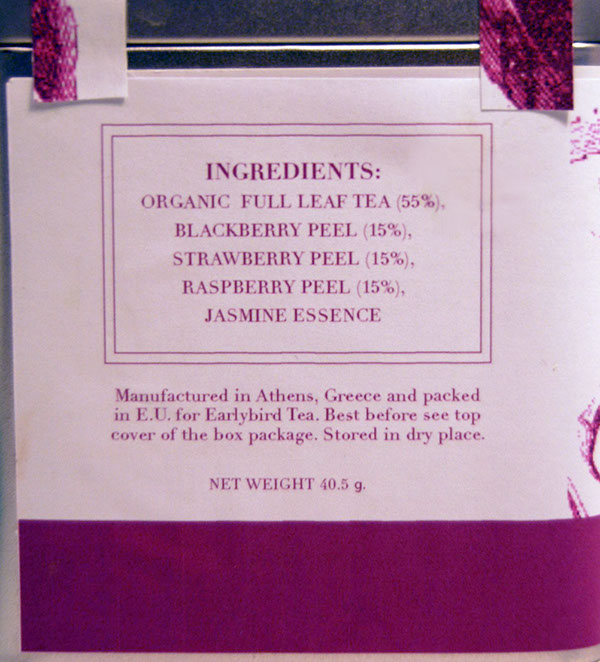 INGREDIENTS:
ORGANIC FULL LEAF TEA (55%),
BLACKBERRY PEEL (15%),
STRAWBERRY PEEL (15%),
RASPBERRY PEEL (15%),
JASMINE ESSENCE
Manufactured in Athens, Greece and packed
in E.U. for Earlybird Tea. Best before see top
cover of the box package. Stored in dry place.
NET WEIGHT 40.5 g.